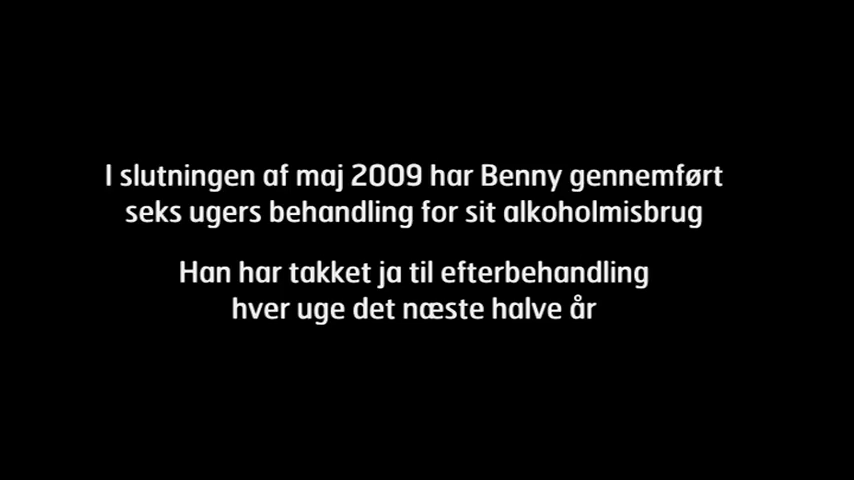 I slutningen af maj 2009 har Benny gennemført
seks ugers behandling for sit alkoholmisbrug
Han har takket ja til efterbehandling
hver uge det næste halve år